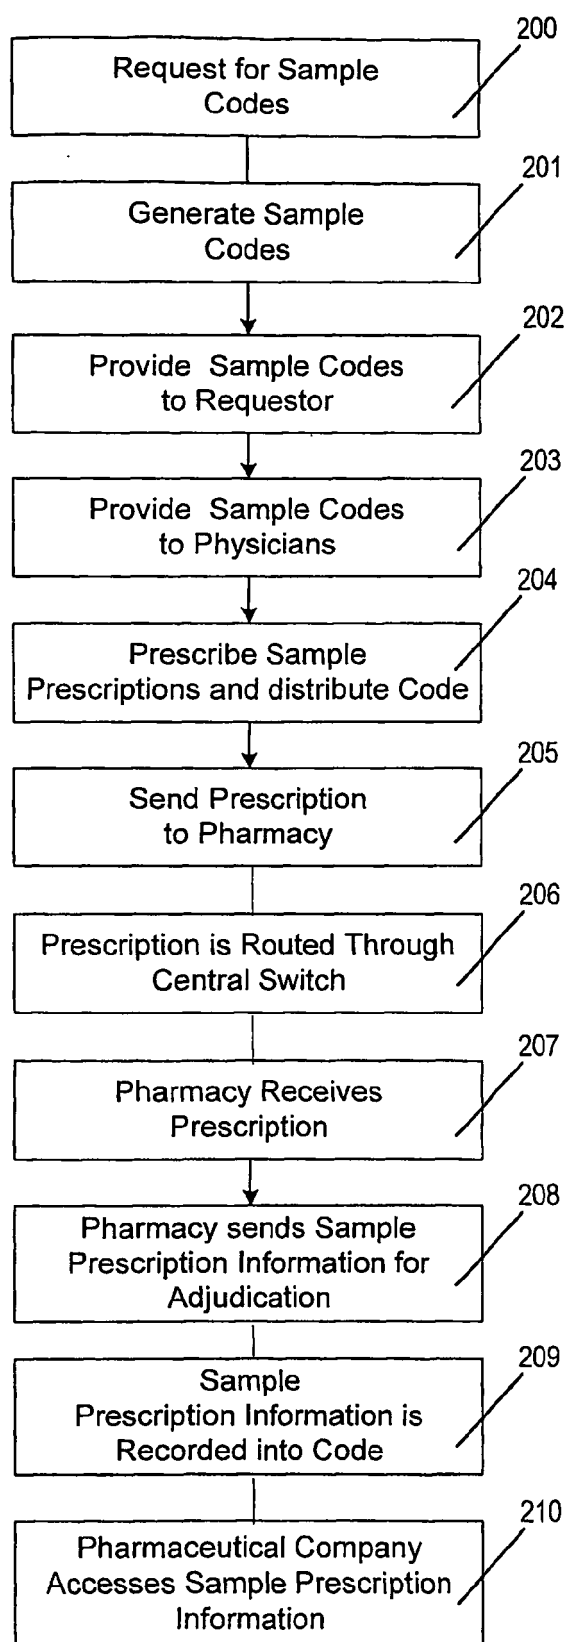 200
Request for Sample
Codes
201
Generate Sample
Codes
202
Provide Sample Codes
to Requestor
203
Provide Sample Codes
to Physicians
204
Prescribe Sample
Prescriptions and distribute Code
205
Send Prescription
to Pharmacy
206
Prescription is Routed Through
Central Switch
207
Pharmacy Receives
Prescription
208
Pharmacy sends Sample
Prescription Information for
Adjudication
209
Sample
Prescription Information is
Recorded into Code
210
Pharmaceutical Company
Accesses Sample Prescription
Information